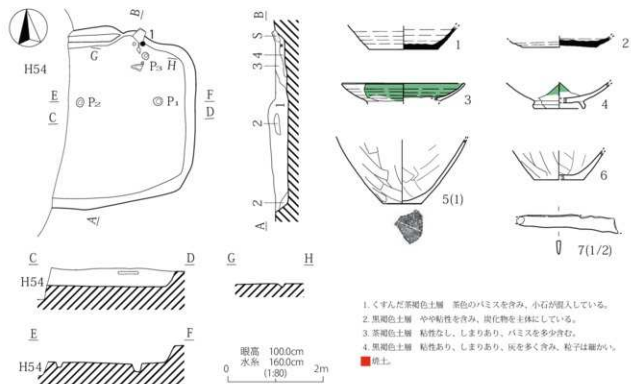 H54
B
1
G
P3 H
E
C
P2
P1
F
D
A
B
S
4
3
1
2
2
A
1
2
3
4
5(1)
6
7(1/2)
C
D
H54
G
H
E
F
H54
眼高 100.0cm
水糸 160.0cm
(1:80)
0
2m
1. くすんだ茶褐色土層 茶色のパミスを含み、小石が混入している。
2. 黒褐色土層 やや粘性を含み、炭化物を主体にしている。
3. 茶褐色土層 粘性なし、しまりあり、パミスを多少含む。
4. 黒褐色土層 粘性あり、しまりあり、灰を多く含み、粒子は細かい。
焼土。